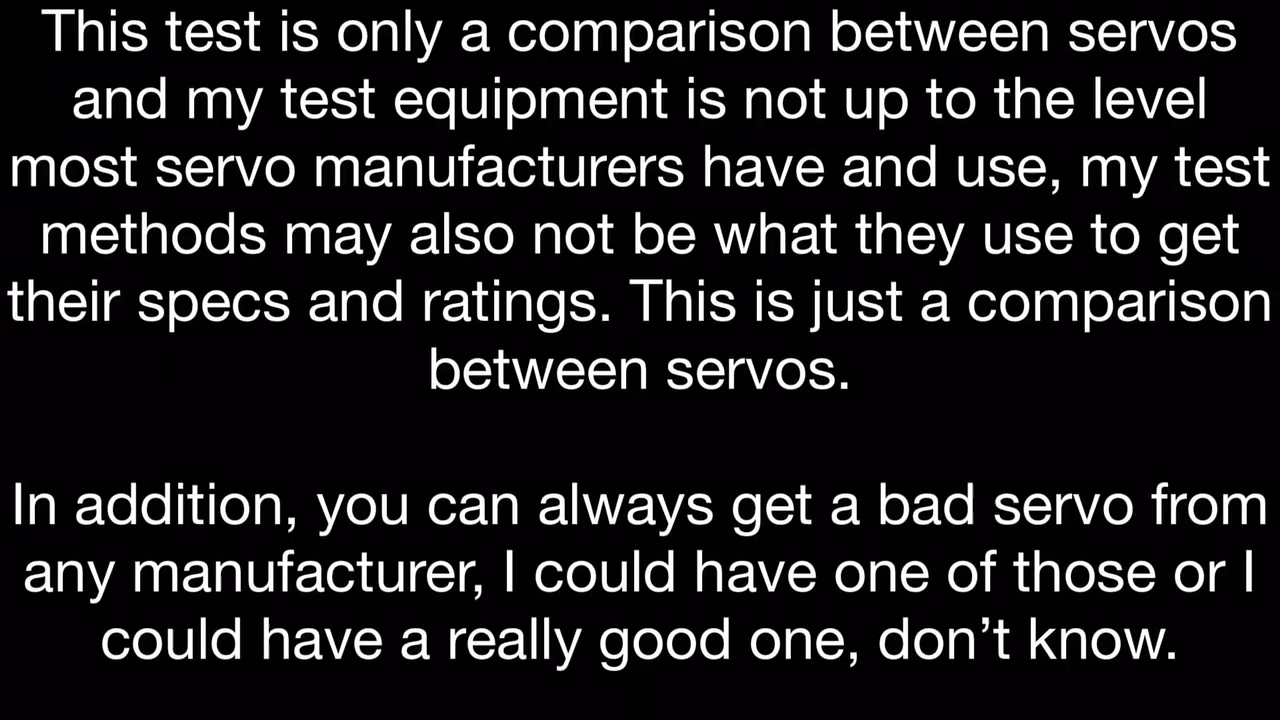 This test is only a comparison between servos
and my test equipment is not up to the level
most servo manufacturers have and use, my test
methods may also not be what they use to get
their specs and ratings. This is just a comparison
between servos.
In addition, you can always get a bad servo from
any manufacturer, I could have one of those or I
could have a really good one, don’t know.